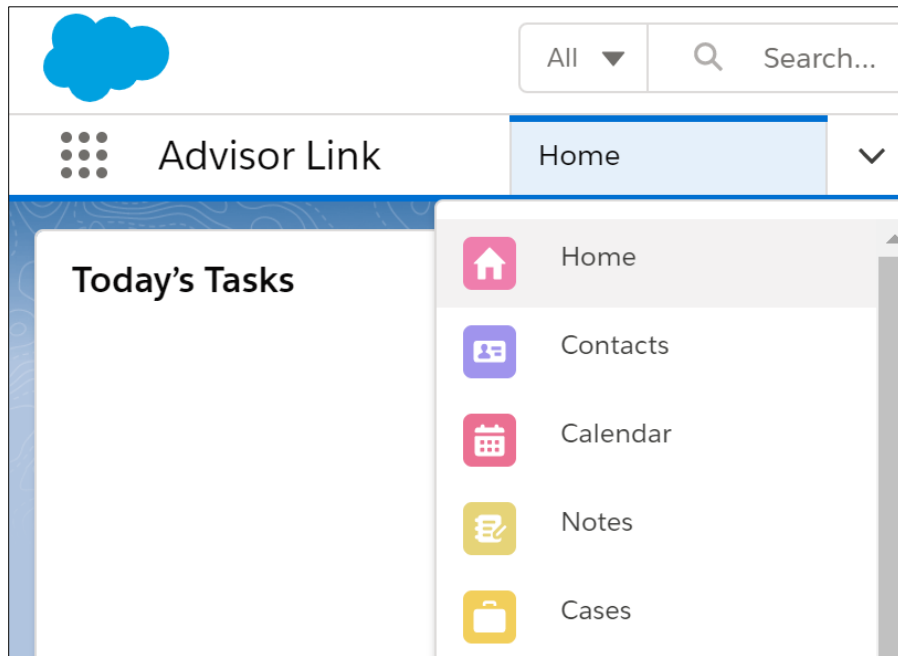 All
Search...
Advisor Link
Home
Today's Tasks
Home
Contacts
Calendar
Notes
Cases